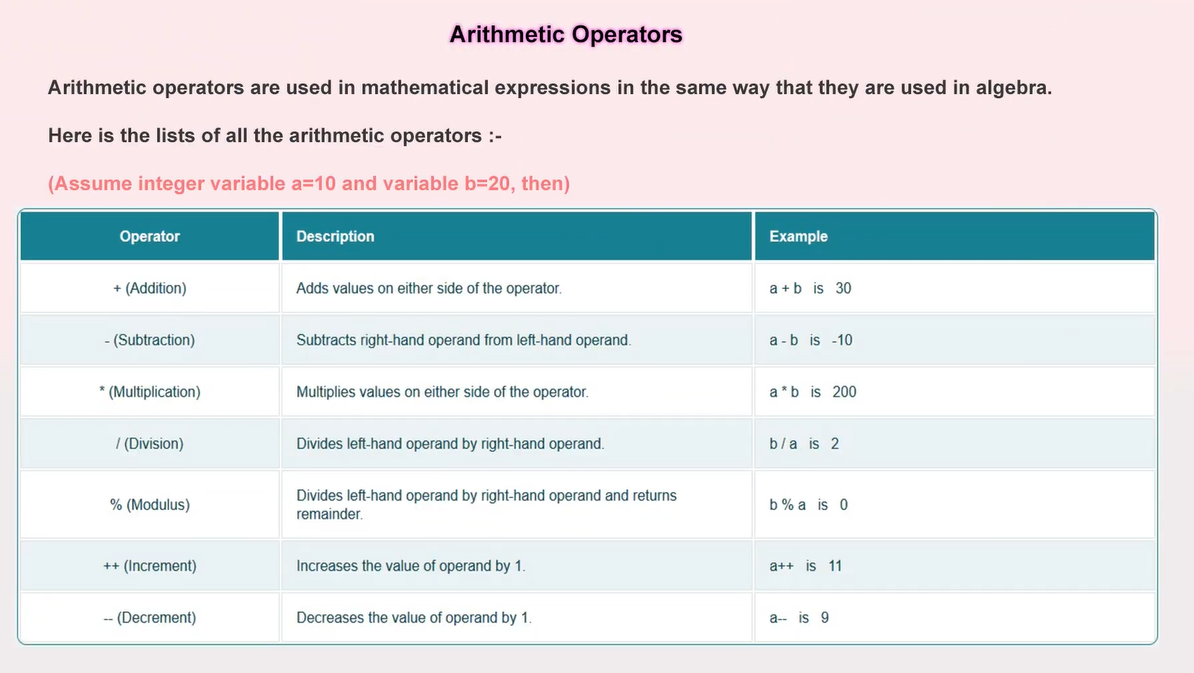 Arithmetic Operators
Arithmetic operators are used in mathematical expressions in the same way that they are used in algebra.
Here is the lists of all the arithmetic operators :-
(Assume integer variable a=10 and variable b=20, then)
Operator Description Example
+ (Addition) Adds values on either side of the operator. a + b is 30
- (Subtraction) Subtracts right-hand operand from left-hand operand. a - b is -10
* (Multiplication) Multiplies values on either side of the operator. a * b is 200
/ (Division) Divides left-hand operand by right-hand operand. b / a is 2
% (Modulus) Divides left-hand operand by right-hand operand and returns
remainder. b % a is 0
++ (Increment) Increases the value of operand by 1. a++ is 11
-- (Decrement) Decreases the value of operand by 1. a-- is 9